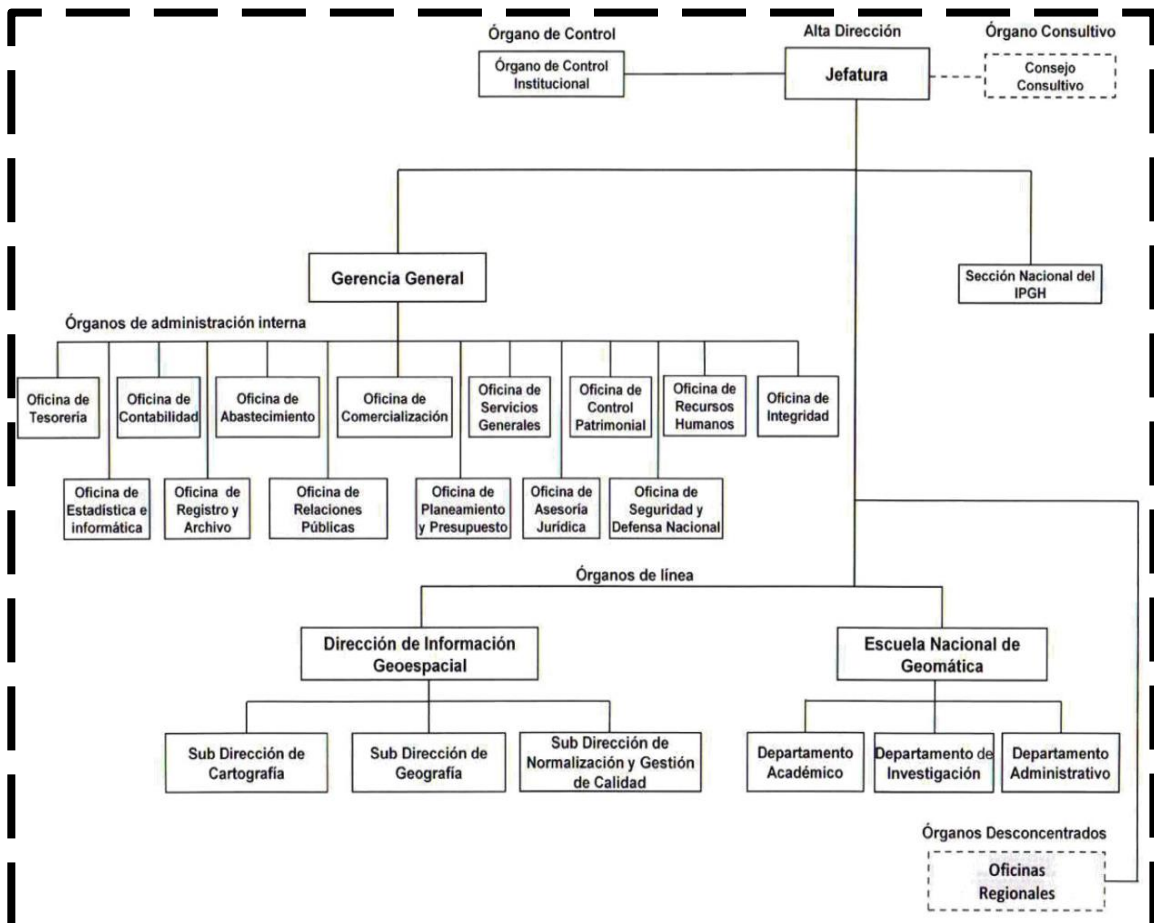 Órgano de Control
Alta Dirección
Órgano Consultivo
Órgano de Control
Institucional
Jefatura
Consejo
Consultivo
Gerencia General
Sección Nacional del
IPGH
Órganos de administración interna
Oficina de
Tesorería
Oficina de
Contabilidad
Oficina de
Abastecimiento
Oficina de
Comercialización
Oficina de
Servicios
Generales
Oficina de
Control
Patrimonial
Oficina de
Recursos
Humanos
Oficina de
Integridad
Oficina de
Estadística e
informática
Oficina de
Registro y
Archivo
Oficina de
Relaciones
Públicas
Oficina de
Planeamiento
y Presupuesto
Oficina de
Asesoría
Jurídica
Oficina de
Seguridad y
Defensa Nacional
Órganos de línea
Dirección de Información
Geoespacial
Escuela Nacional de
Geomática
Sub Dirección de
Cartografía
Sub Dirección de
Geografía
Sub Dirección de
Normalización y Gestión
de Calidad
Departamento
Académico
Departamento de
Investigación
Departamento
Administrativo
Órganos Desconcentrados
Oficinas
Regionales